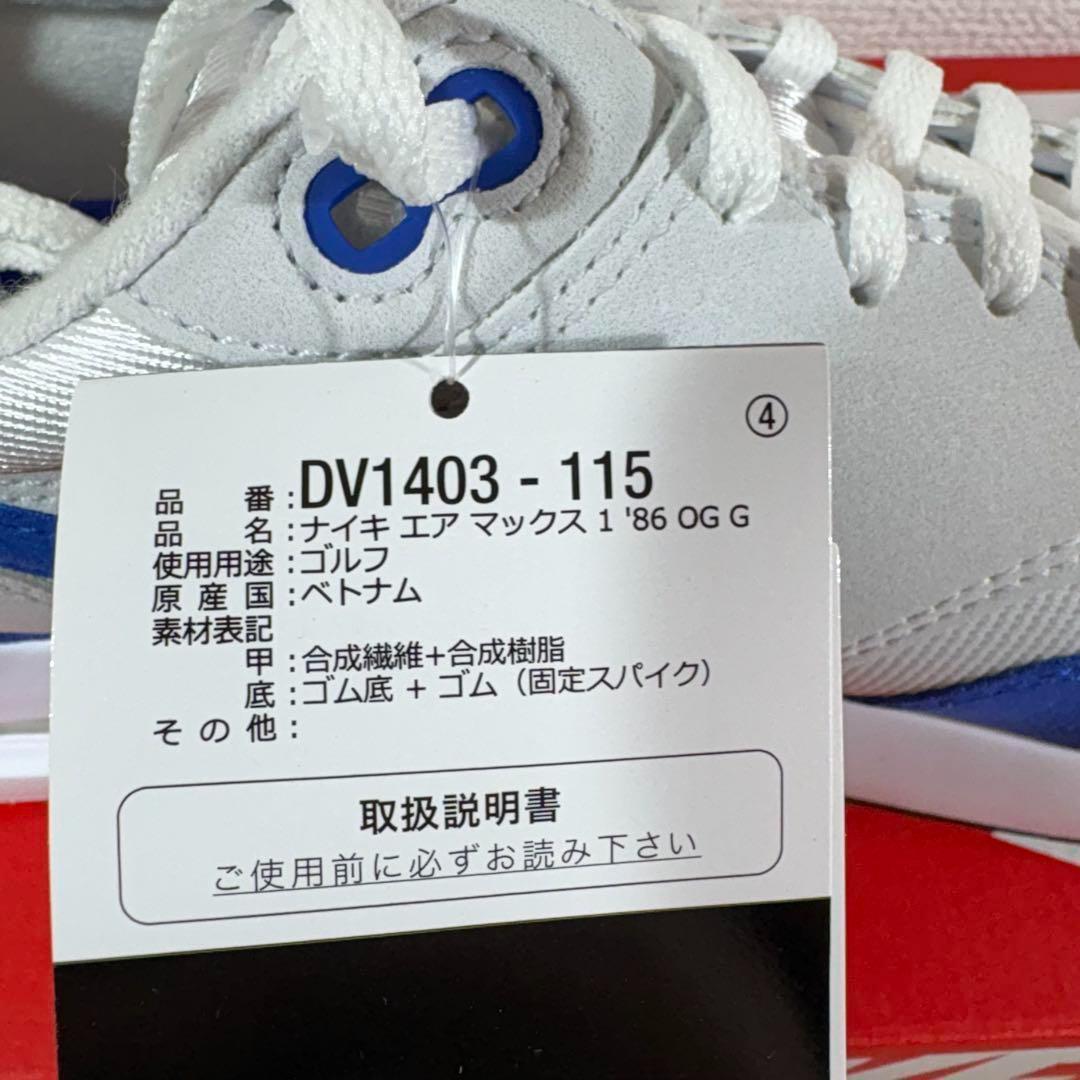 ④
品番:DV1403 - 115
品名:ナイキ エア マックス 1 '86 OG G
使用用途:ゴルフ
原産国:ベトナム
素材表記
甲:合成繊維+合成樹脂
底:ゴム底 + ゴム（固定スパイク）
その他:
取扱説明書
ご使用前に必ずお読み下さい